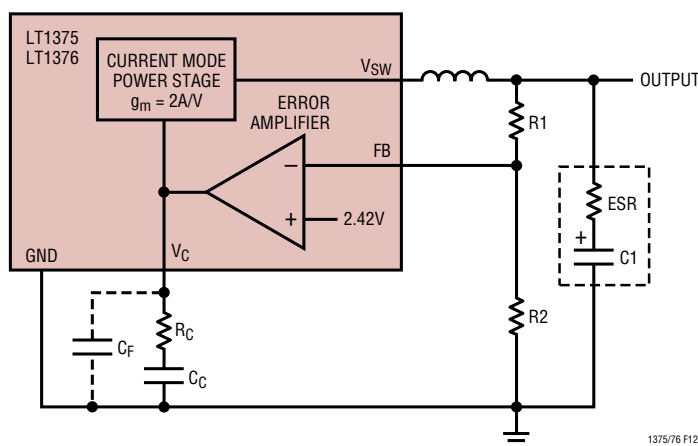 LT1375
LT1376
CURRENT MODE
POWER STAGE
gm = 2A/V
VSW
OUTPUT
ERROR
AMPLIFIER
R1
FB
–
+
2.42V
ESR
+
C1
GND
VC
R2
RC
CF
CC
1375/76 F12